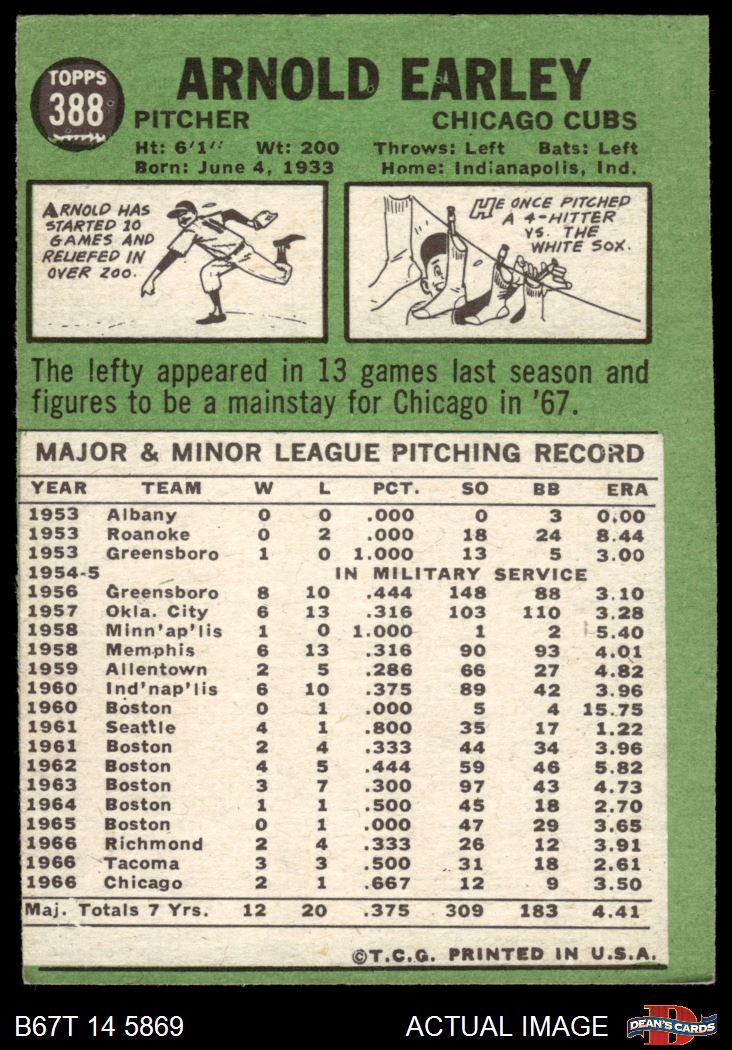 TOPPS
388
ARNOLD EARLEY
PITCHER CHICAGO CUBS
Ht: 6'1" Wt: 200 Throws: Left Bats: Left
Born: June 4, 1933 Home: Indianapolis, Ind.
ARNOLD HAS
STARTED 10
GAMES AND
RELIEFED IN
OVER 200.
HE ONCE PITCHED
A 4-HITTER
VS. THE
WHITE SOX.
The lefty appeared in 13 games last season and
figures to be a mainstay for Chicago in '67.
MAJOR & MINOR LEAGUE PITCHING RECORD
YEAR TEAM W L PCT. SO BB ERA
1953 Albany 0 0 .000 0 3 0.00
1953 Roanoke 0 2 .000 18 24 8.44
1953 Greensboro 1 0 1.000 13 5 3.00
1954-5 IN MILITARY SERVICE
1956 Greensboro 8 10 .444 148 88 3.10
1957 Okla. City 6 13 .316 103 110 3.28
1958 Minn'ap'lis 1 0 1.000 1 2 5.40
1958 Memphis 6 13 .316 90 93 4.01
1959 Allentown 2 5 .286 66 27 4.82
1960 Ind'nap'lis 6 10 .375 89 42 3.96
1960 Boston 0 1 .000 5 4 15.75
1961 Seattle 4 1 .800 35 17 1.22
1961 Boston 2 4 .333 44 34 3.96
1962 Boston 4 5 .444 59 46 5.82
1963 Boston 3 7 .300 97 43 4.73
1964 Boston 1 1 .500 45 18 2.70
1965 Boston 0 1 .000 47 29 3.65
1966 Richmond 2 4 .333 26 12 3.91
1966 Tacoma 3 3 .500 31 18 2.61
1966 Chicago 2 1 .667 12 9 3.50
Maj. Totals 7 Yrs. 12 20 .375 309 183 4.41
©T.C.G. PRINTED IN U.S.A.
B67T 14 5869 ACTUAL IMAGE D DEAN'S CARDS